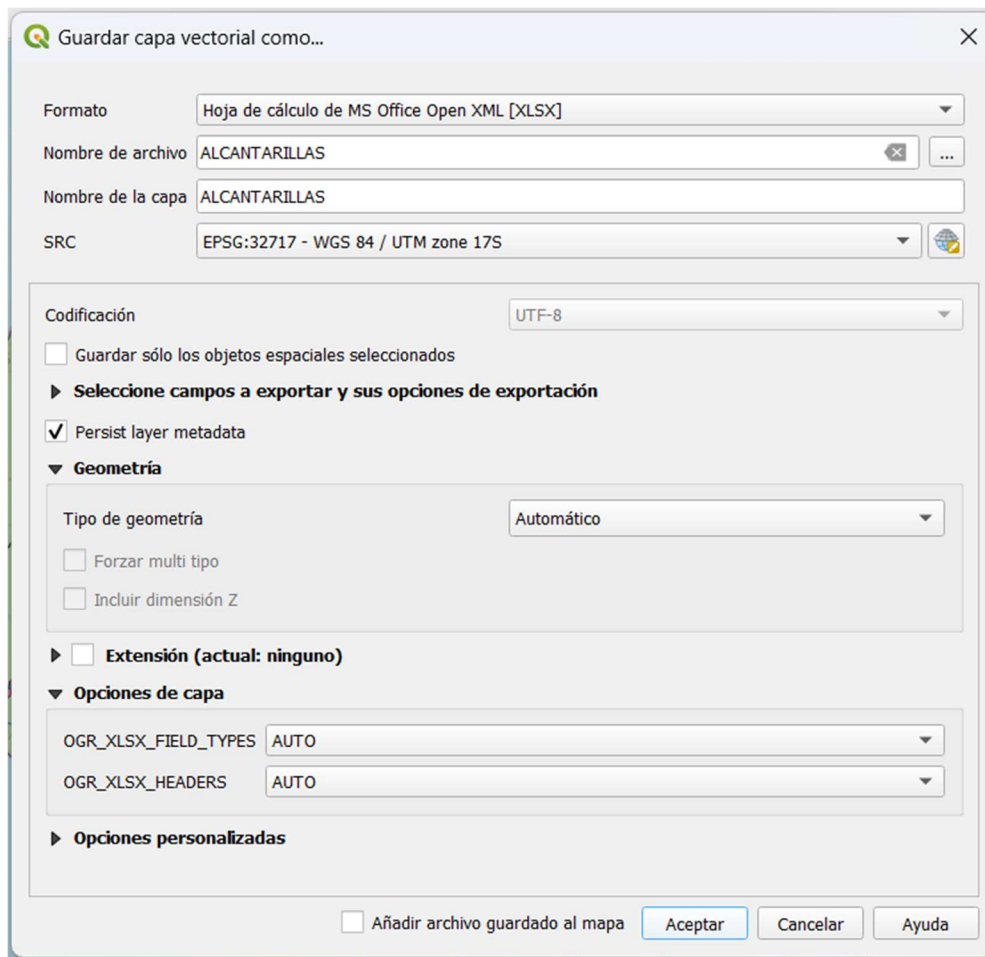 Guardar capa vectorial como...
Formato Hoja de cálculo de MS Office Open XML [XLSX]
Nombre de archivo ALCANTARILLAS ...
Nombre de la capa ALCANTARILLAS
SRC EPSG:32717 - WGS 84 / UTM zone 17S
Codificación UTF-8
Guardar sólo los objetos espaciales seleccionados
Seleccione campos a exportar y sus opciones de exportación
Persist layer metadata
Geometría
Tipo de geometría Automático
Forzar multi tipo
Incluir dimensión Z
Extensión (actual: ninguno)
Opciones de capa
OGR_XLSX_FIELD_TYPES AUTO
OGR_XLSX_HEADERS AUTO
Opciones personalizadas
Añadir archivo guardado al mapa Aceptar Cancelar Ayuda